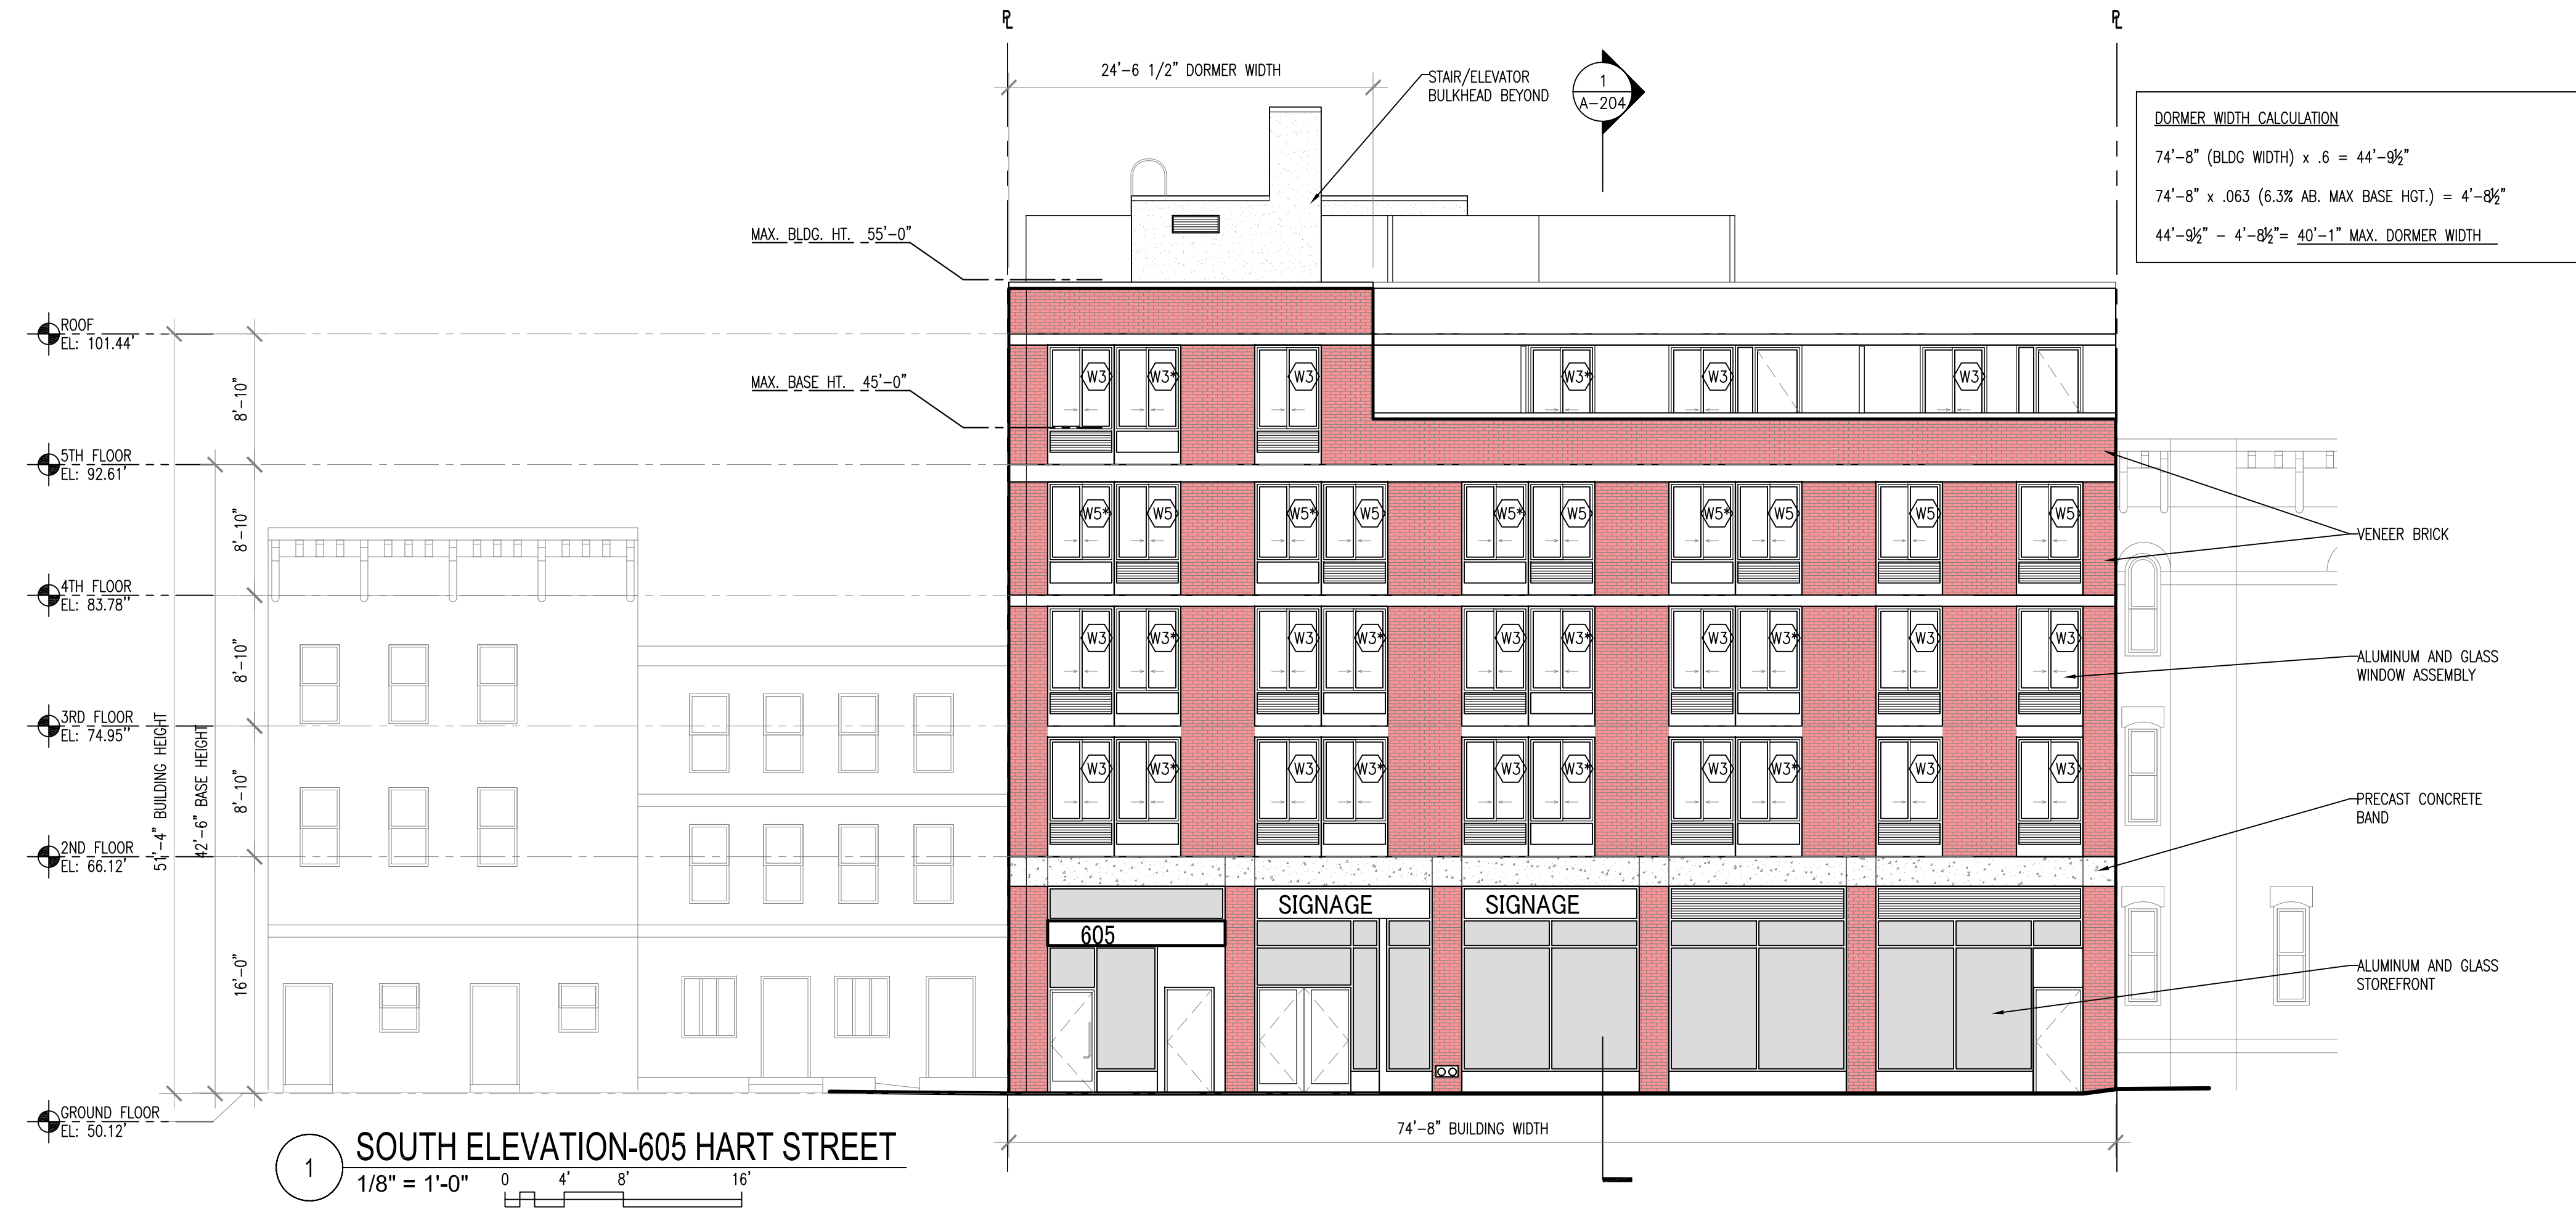 ℄
℄
24'-6 1/2" DORMER WIDTH
STAIR/ELEVATOR
BULKHEAD BEYOND
1
A-204
DORMER WIDTH CALCULATION
74'-8" (BLDG WIDTH) x .6 = 44'-9½"
74'-8" x .063 (6.3% AB. MAX BASE HGT.) = 4'-8½"
44'-9½" - 4'-8½"= 40'-1" MAX. DORMER WIDTH
MAX. BLDG. HT. 55'-0"
MAX. BASE HT. 45'-0"
ROOF
EL: 101.44'
8'-10"
5TH FLOOR
EL: 92.61'
8'-10"
4TH FLOOR
EL: 83.78''
8'-10"
3RD FLOOR
EL: 74.95''
8'-10"
2ND FLOOR
EL: 66.12'
16'-0"
GROUND FLOOR
EL: 50.12'
51'-4" BUILDING HEIGHT
42'-6" BASE HEIGHT
W3 W3* W3 W3* W3 W3
W5* W5 W5* W5 W5* W5 W5* W5 W5 W5
W3 W3* W3 W3* W3 W3* W3 W3* W3 W3
W3 W3* W3 W3* W3 W3* W3 W3* W3 W3
VENEER BRICK
ALUMINUM AND GLASS
WINDOW ASSEMBLY
PRECAST CONCRETE
BAND
ALUMINUM AND GLASS
STOREFRONT
SIGNAGE
SIGNAGE
605
74'-8" BUILDING WIDTH
1
SOUTH ELEVATION-605 HART STREET
1/8" = 1'-0"
0 4' 8' 16'